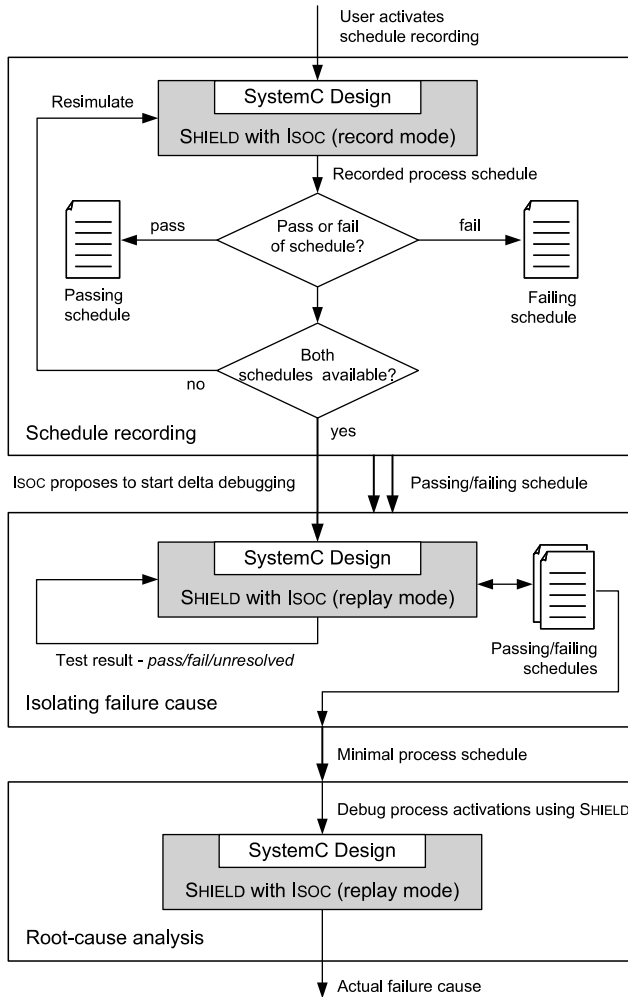 User activates
schedule recording
Resimulate
SystemC Design
SHIELD with ISOC (record mode)
Recorded process schedule
pass
Pass or fail
of schedule?
fail
Passing
schedule
Failing
schedule
Both
schedules available?
no
yes
Schedule recording
ISOC proposes to start delta debugging
Passing/failing schedule
SystemC Design
SHIELD with ISOC (replay mode)
Test result - pass/fail/unresolved
Passing/failing
schedules
Isolating failure cause
Minimal process schedule
Debug process activations using SHIELD
SystemC Design
SHIELD with ISOC (replay mode)
Root-cause analysis
Actual failure cause